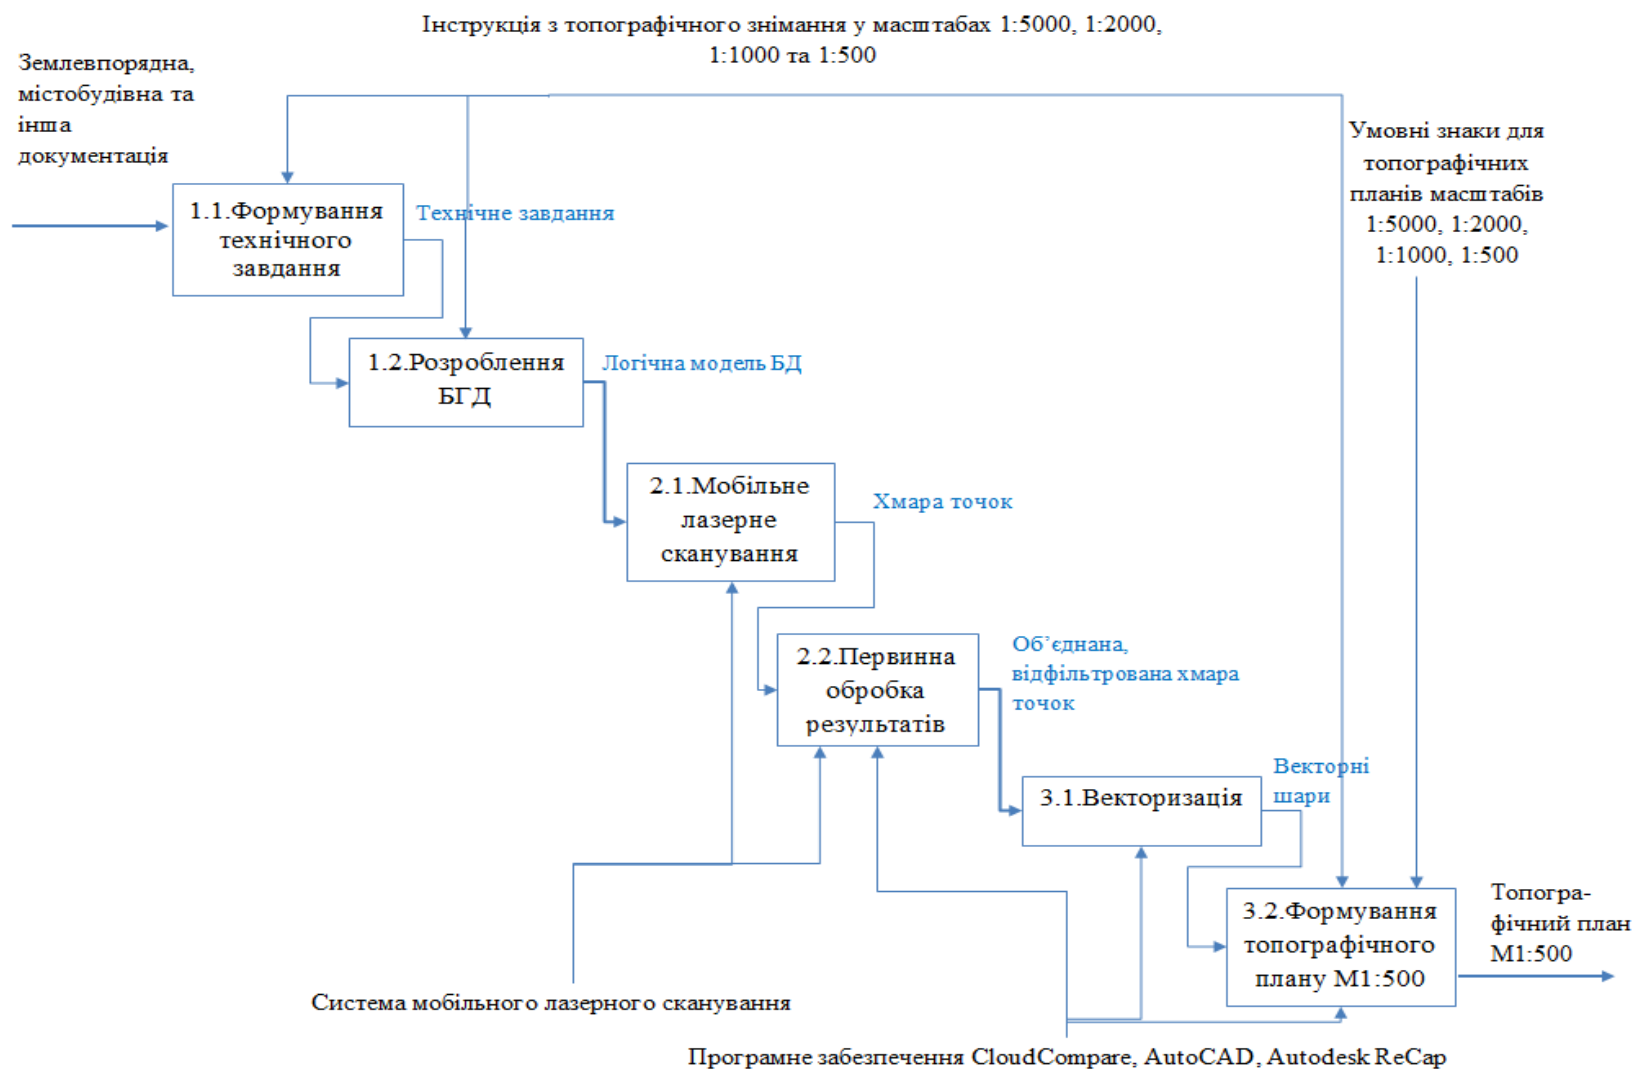 Інструкція з топографічного знімання у масштабах 1:5000, 1:2000,
1:1000 та 1:500
Землевпорядна,
містобудівна та
інша
документація
Умовні знаки для
топографічних
планів масштабів
1:5000, 1:2000,
1:1000, 1:500
1.1.Формування
технічного
завдання
Технічне завдання
1.2.Розроблення
БГД
Логічна модель БД
2.1.Мобільне
лазерне
сканування
Хмара точок
2.2.Первинна
обробка
результатів
Об’єднана,
відфільтрована хмара
точок
3.1.Векторизація
Векторні
шари
3.2.Формування
топографічного
плану М1:500
Топогра-
фічний план
М1:500
Система мобільного лазерного сканування
Програмне забезпечення CloudCompare, AutoCAD, Autodesk ReCap